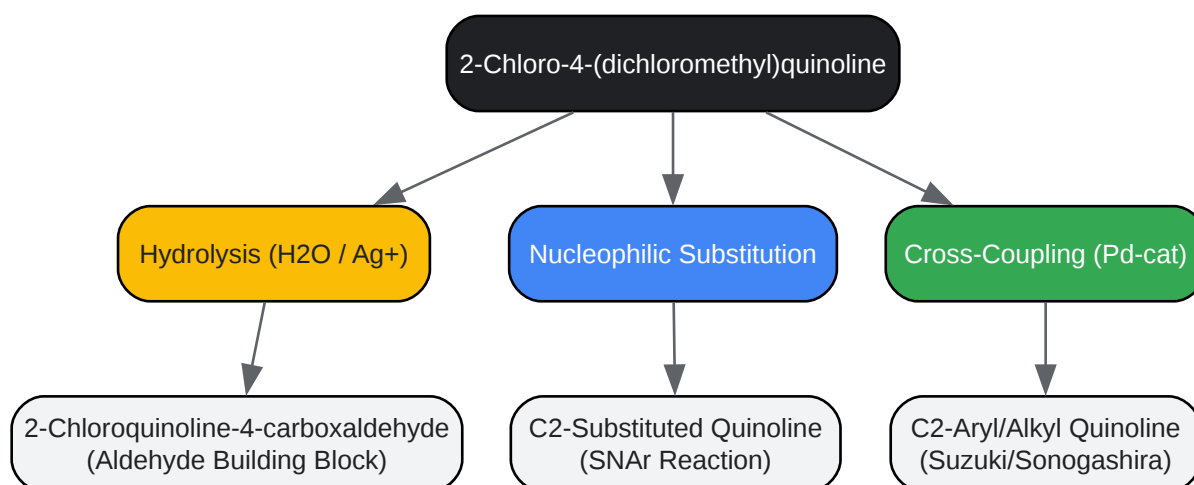 2-Chloro-4-(dichloromethyl)quinoline
Hydrolysis (H2O / Ag+)
Nucleophilic Substitution
Cross-Coupling (Pd-cat)
2-Chloroquinoline-4-carboxaldehyde
(Aldehyde Building Block)
C2-Substituted Quinoline
(SNAr Reaction)
C2-Aryl/Alkyl Quinoline
(Suzuki/Sonogashira)